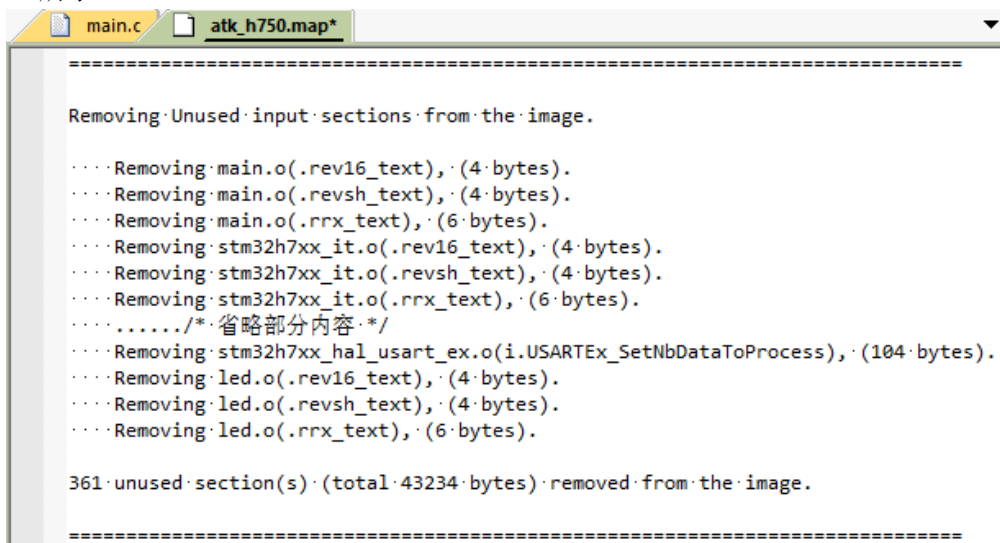 main.c
atk_h750.map*
==============================================================================
Removing Unused input sections from the image.
Removing main.o(.rev16_text), (4 bytes).
Removing main.o(.revsh_text), (4 bytes).
Removing main.o(.rrx_text), (6 bytes).
Removing stm32h7xx_it.o(.rev16_text), (4 bytes).
Removing stm32h7xx_it.o(.revsh_text), (4 bytes).
Removing stm32h7xx_it.o(.rrx_text), (6 bytes).
....../* 省略部分内容 */
Removing stm32h7xx_hal_usart_ex.o(i.USARTEx_SetNbDataToProcess), (104 bytes).
Removing led.o(.rev16_text), (4 bytes).
Removing led.o(.revsh_text), (4 bytes).
Removing led.o(.rrx_text), (6 bytes).
361 unused section(s) (total 43234 bytes) removed from the image.
==============================================================================